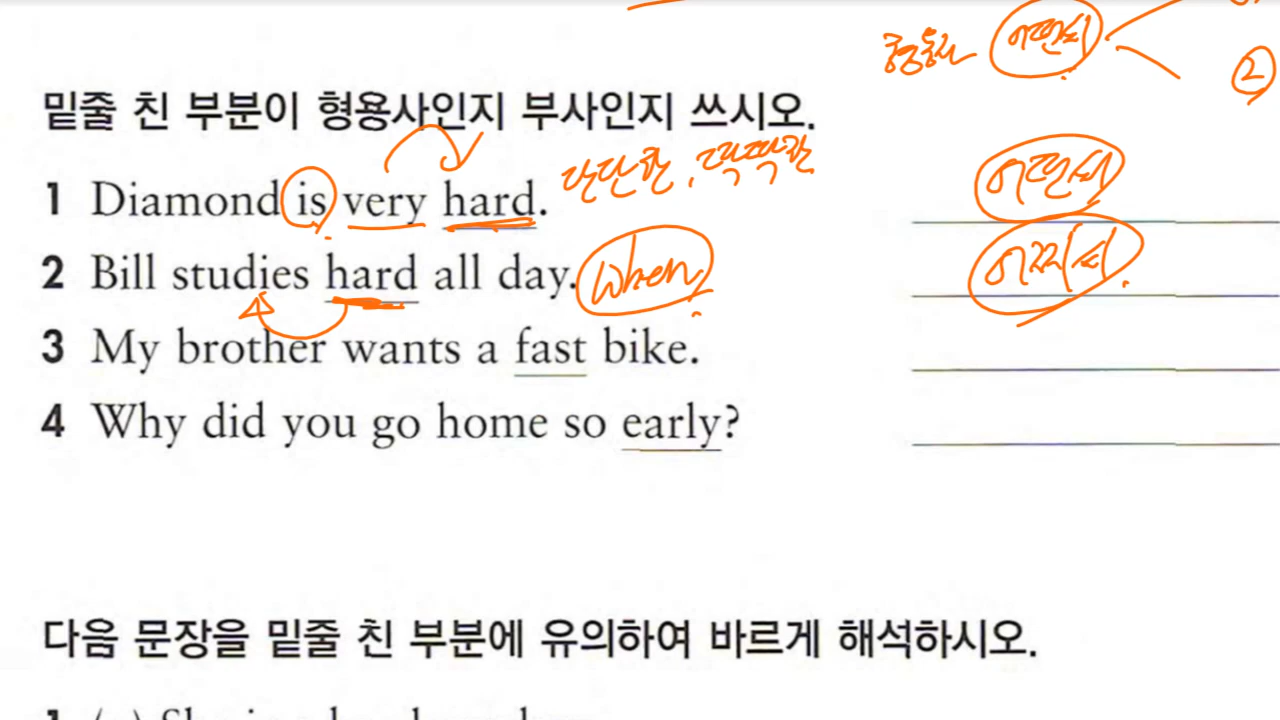 형용사 어떤씨
②
밑줄 친 부분이 형용사인지 부사인지 쓰시오.
1 Diamond is very hard. 단단한, 딱딱한 어떤씨
2 Bill studies hard all day. When 어찌씨
3 My brother wants a fast bike.
4 Why did you go home so early?
다음 문장을 밑줄 친 부분에 유의하여 바르게 해석하시오.